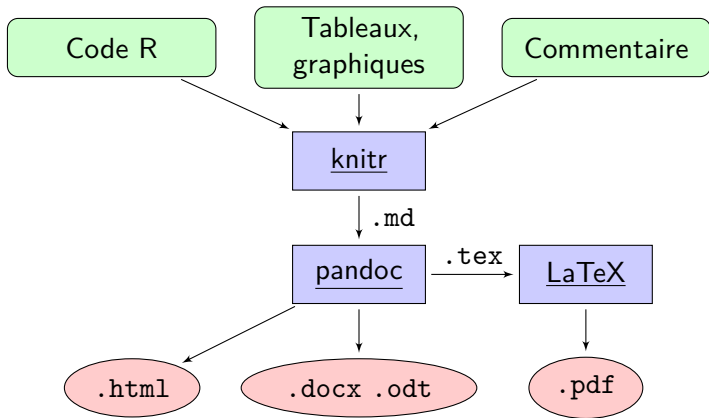 Code R
Tableaux,
graphiques
Commentaire
knitr
.md
pandoc
.tex
LaTeX
.html
.docx .odt
.pdf